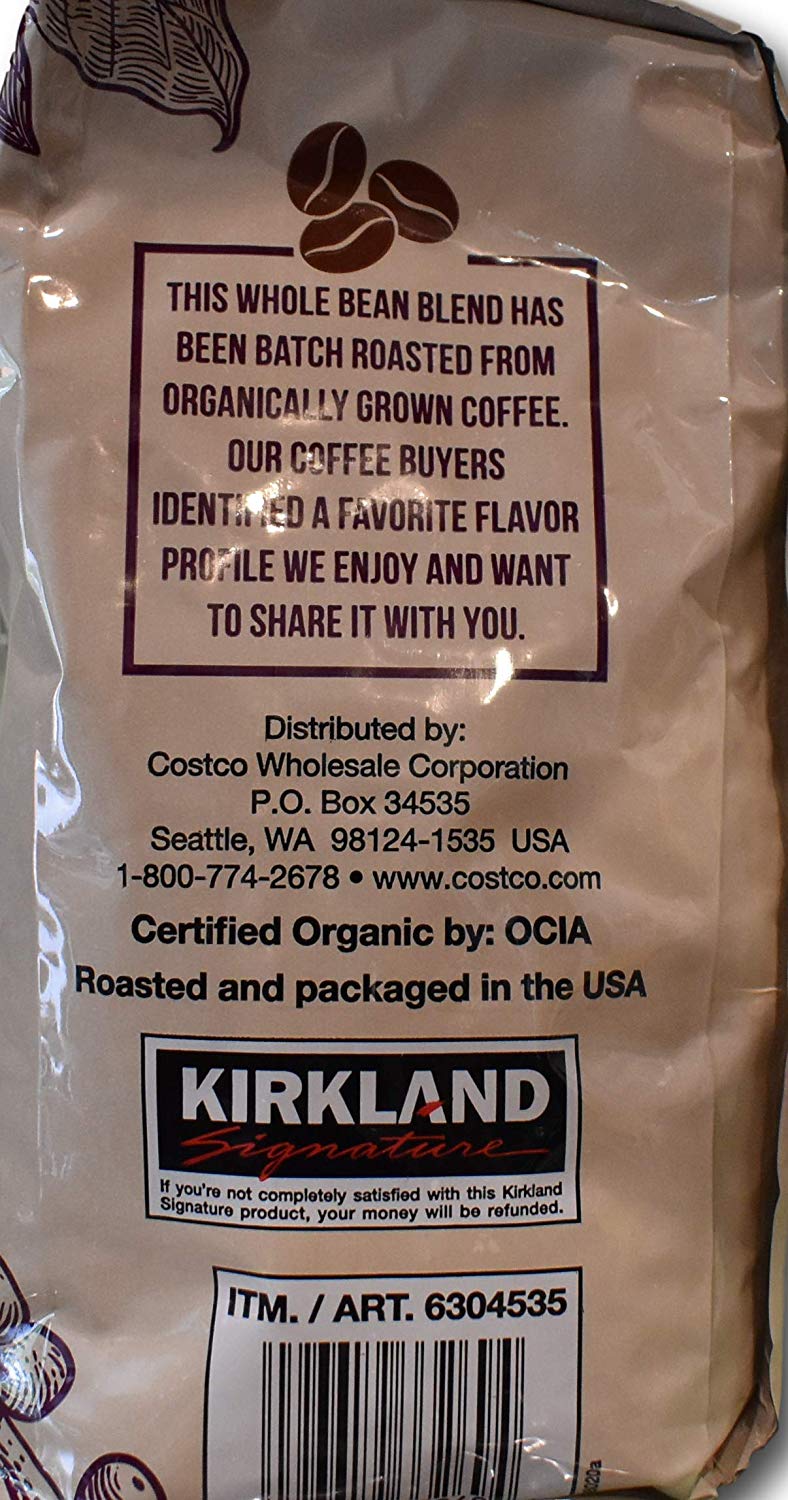 THIS WHOLE BEAN BLEND HAS
BEEN BATCH ROASTED FROM
ORGANICALLY GROWN COFFEE.
OUR COFFEE BUYERS
IDENTIFIED A FAVORITE FLAVOR
PROFILE WE ENJOY AND WANT
TO SHARE IT WITH YOU.
Distributed by:
Costco Wholesale Corporation
P.O. Box 34535
Seattle, WA 98124-1535 USA
1-800-774-2678 • www.costco.com
Certified Organic by: OCIA
Roasted and packaged in the USA
KIRKLAND
Signature
If you're not completely satisfied with this Kirkland
Signature product, your money will be refunded.
ITM. / ART. 6304535